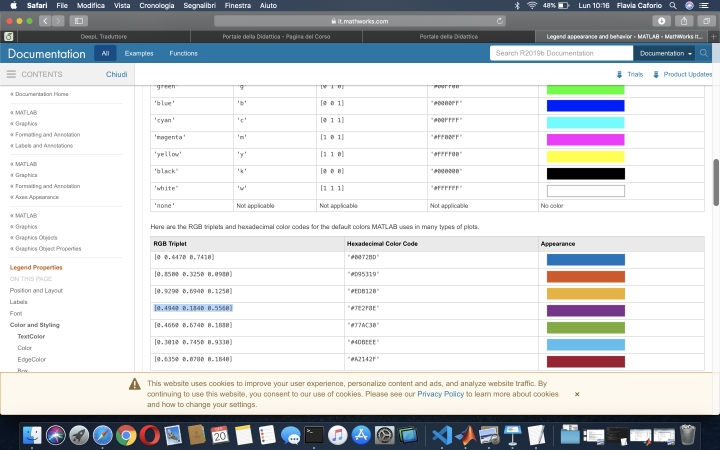 Safari File Modifica Vista Cronologia Segnalibri Finestra Aiuto 48% Lun 10:16 Flavia Caforio
it.mathworks.com
DeepL Traduttore Portale della Didattica - Pagina del Corso Portale della Didattica Legend appearance and behavior - MATLAB - MathWorks It...
Documentation All Examples Functions Search R2019b Documentation Documentation
CONTENTS Chiudi Trials Product Updates
« Documentation Home
« MATLAB
« Graphics
« Formatting and Annotation
« Labels and Annotations
« MATLAB
« Graphics
« Formatting and Annotation
« Axes Appearance
« MATLAB
« Graphics
« Graphics Objects
« Graphics Object Properties
Legend Properties
ON THIS PAGE
Position and Layout
Labels
Font
Color and Styling
TextColor
Color
EdgeColor
Box
'green' 'g' [0 1 0] '#00FF00'
'blue' 'b' [0 0 1] '#0000FF'
'cyan' 'c' [0 1 1] '#00FFFF'
'magenta' 'm' [1 0 1] '#FF00FF'
'yellow' 'y' [1 1 0] '#FFFF00'
'black' 'k' [0 0 0] '#000000'
'white' 'w' [1 1 1] '#FFFFFF'
'none' Not applicable Not applicable Not applicable No color
Here are the RGB triplets and hexadecimal color codes for the default colors MATLAB uses in many types of plots.
RGB Triplet Hexadecimal Color Code Appearance
[0 0.4470 0.7410] '#0072BD'
[0.8500 0.3250 0.0980] '#D95319'
[0.9290 0.6940 0.1250] '#EDB120'
[0.4940 0.1840 0.5560] '#7E2F8E'
[0.4660 0.6740 0.1880] '#77AC30'
[0.3010 0.7450 0.9330] '#4DBEEE'
[0.6350 0.0780 0.1840] '#A2142F'
This website uses cookies to improve your user experience, personalize content and ads, and analyze website traffic. By
continuing to use this website, you consent to our use of cookies. Please see our Privacy Policy to learn more about cookies
and how to change your settings.
×
20